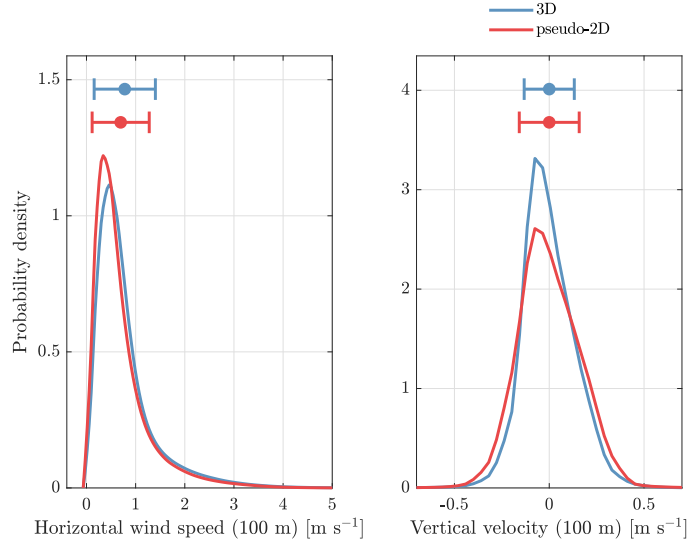 3D
pseudo-2D
1.5
1
0.5
0
Probability density
0 1 2 3 4 5
Horizontal wind speed (100 m) [m s⁻¹]
4
3
2
1
0
-0.5 0 0.5
Vertical velocity (100 m) [m s⁻¹]